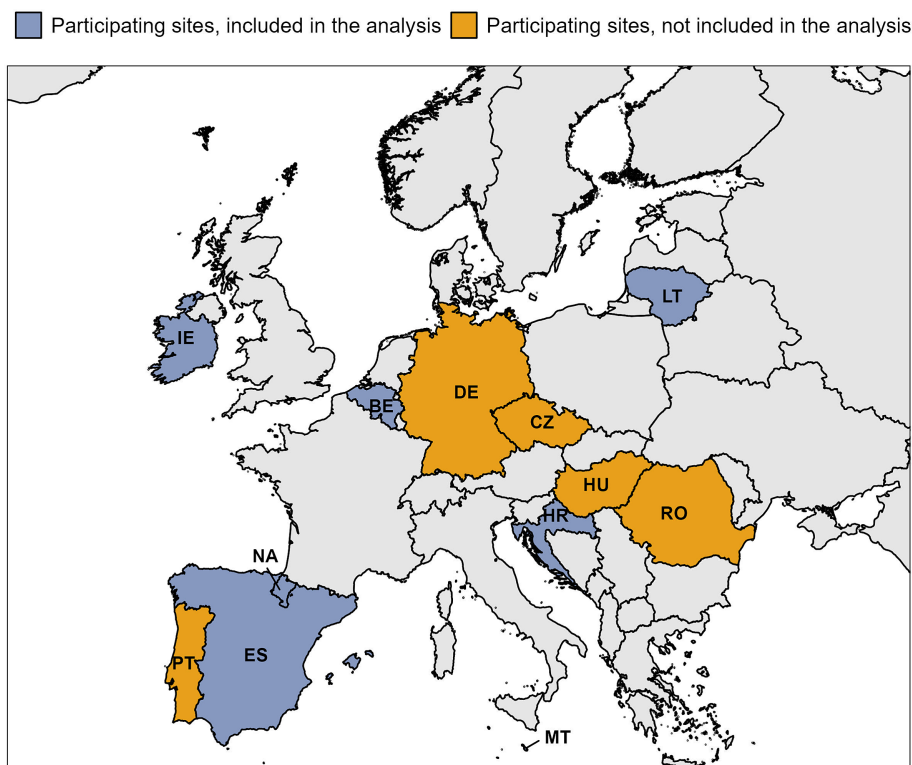 Participating sites, included in the analysis Participating sites, not included in the analysis
LT
IE
DE
BE
CZ
HU
RO
HR
NA
ES
PT
MT